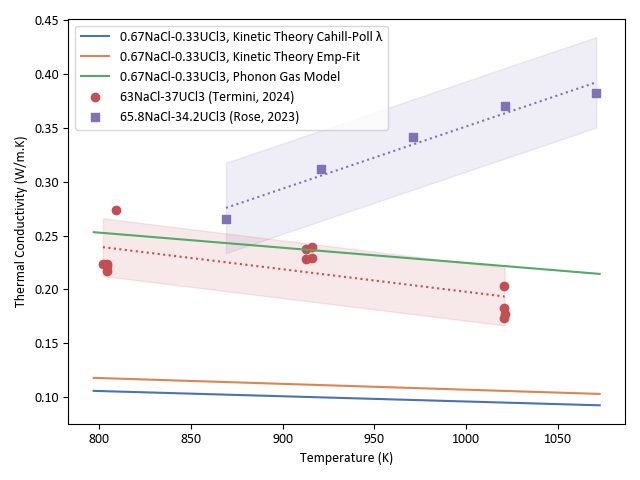 0.67NaCl-0.33UCl3, Kinetic Theory Cahill-Poll λ
0.67NaCl-0.33UCl3, Kinetic Theory Emp-Fit
0.67NaCl-0.33UCl3, Phonon Gas Model
63NaCl-37UCl3 (Termini, 2024)
65.8NaCl-34.2UCl3 (Rose, 2023)
Thermal Conductivity (W/m.K)
0.45
0.40
0.35
0.30
0.25
0.20
0.15
0.10
800
850
900
950
1000
1050
Temperature (K)